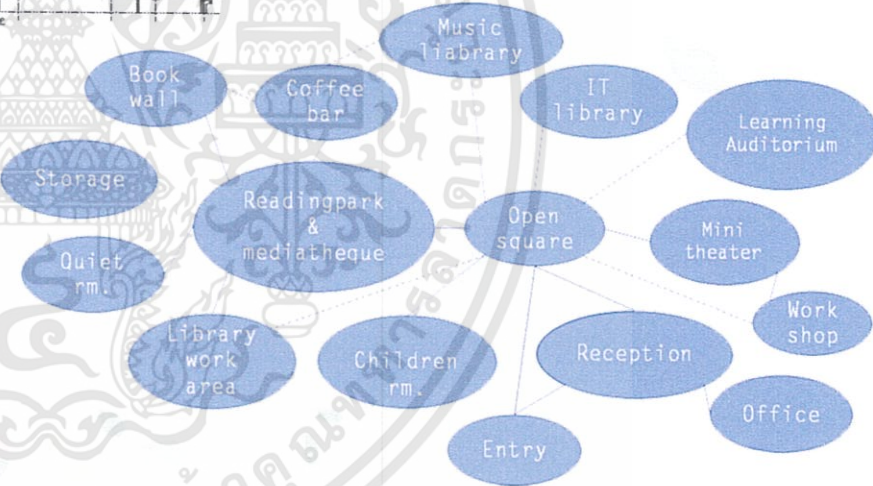 Music
liabrary
Book
wall
Coffee
bar
IT
library
Learning
Auditorium
Storage
Readingpark
&
mediatheque
Open
square
Mini
theater
Quiet
rm.
Work
shop
Library
work
area
Children
rm.
Reception
Office
Entry